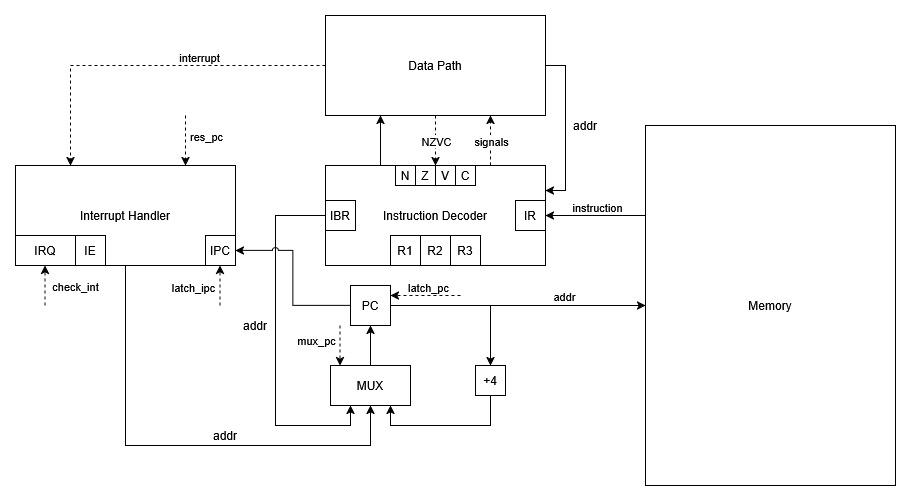 interrupt
Data Path
res_pc
NZVC
signals
addr
N Z V C
Interrupt Handler
IBR
Instruction Decoder
IR
instruction
IRQ
IE
IPC
R1 R2 R3
check_int
latch_ipc
latch_pc
PC
addr
Memory
addr
mux_pc
MUX
+4
addr